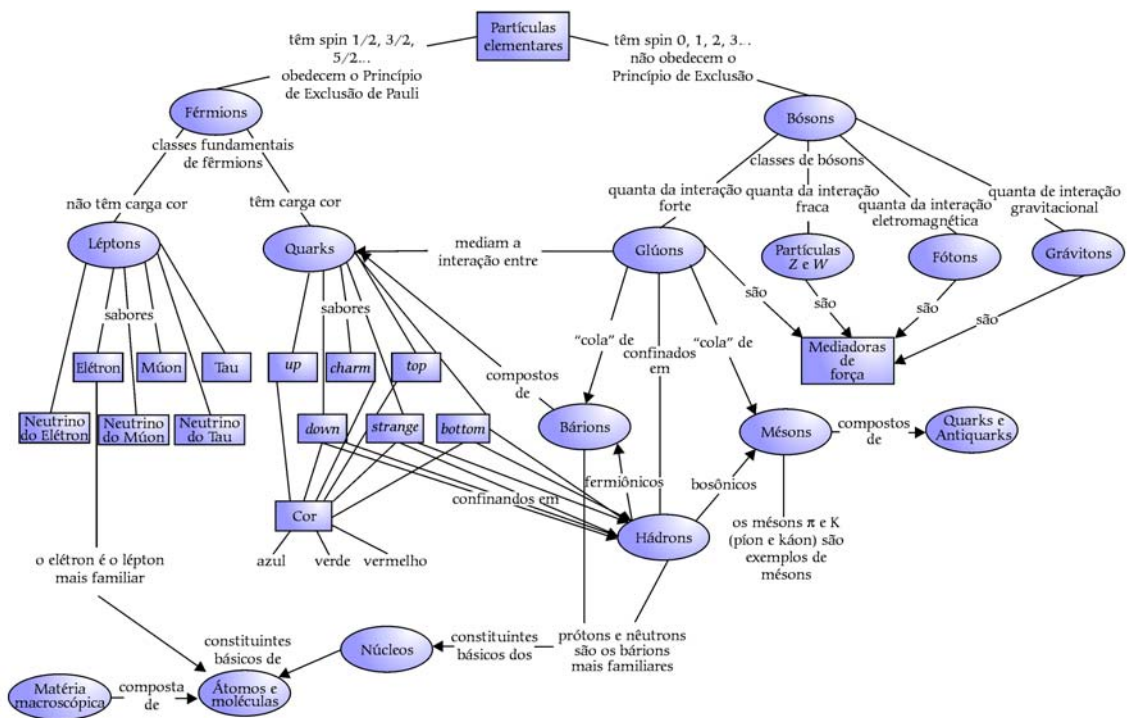 Partículas
elementares
têm spin 1/2, 3/2,
5/2...
obedecem o Princípio
de Exclusão de Pauli
têm spin 0, 1, 2, 3...
não obedecem o
Princípio de Exclusão
Férmions
Bósons
classes fundamentais
de fêrmions
classes de bósons
não têm carga cor
têm carga cor
quanta da interação
forte
quanta da interação
fraca
quanta da interação
eletromagnética
quanta de interação
gravitacional
Léptons
Quarks
mediam a
interação entre
Glúons
Partículas
Z e W
Fótons
Grávitons
sabores
sabores
são
são
são
são
Elétron
Múon
Tau
up
charm
top
"cola" de
confinados
em
"cola" de
Mediadoras
de
força
compostos
de
Neutrino
do Elétron
Neutrino
do Múon
Neutrino
do Tau
down
strange
bottom
Bárions
Mésons
compostos
de
Quarks e
Antiquarks
confinandos em
fermiônicos
bosônicos
Cor
Hádrons
azul
verde
vermelho
os mésons π e K
(píon e káon) são
exemplos de
mésons
o elétron é o lépton
mais familiar
constituintes
básicos de
Núcleos
constituintes
básicos dos
prótons e nêutrons
são os bárions
mais familiares
Matéria
macroscópica
composta
de
Átomos e
moléculas